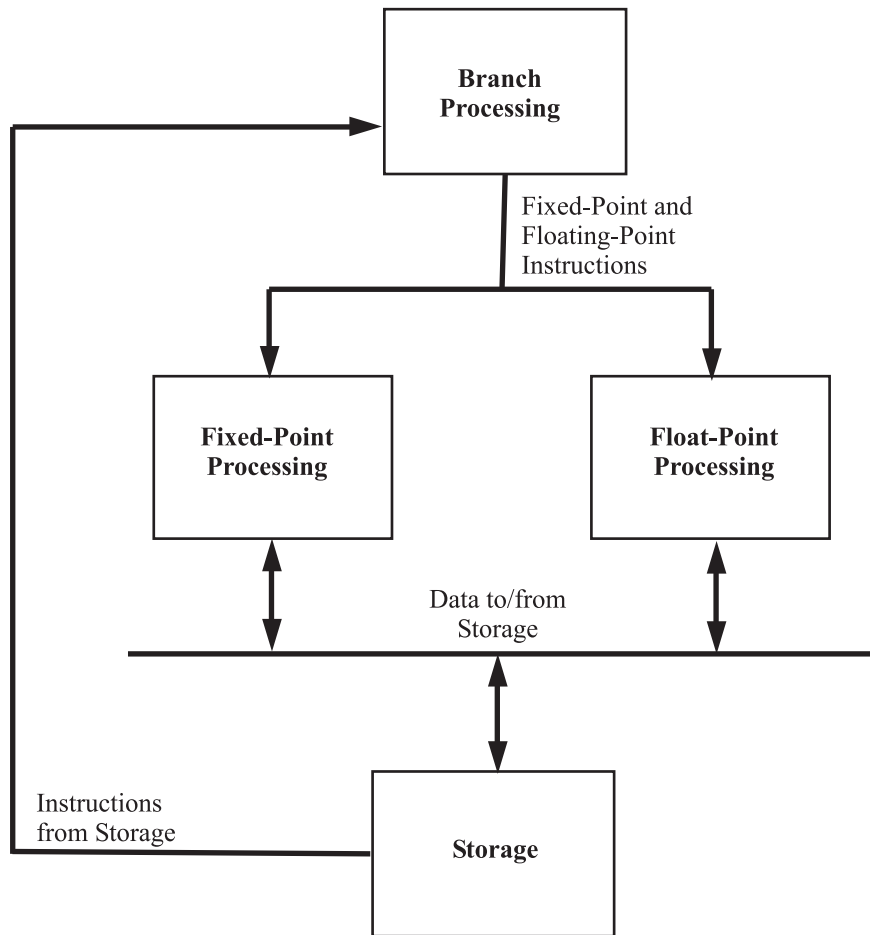 Branch
Processing
Fixed-Point and
Floating-Point
Instructions
Fixed-Point
Processing
Float-Point
Processing
Data to/from
Storage
Instructions
from Storage
Storage